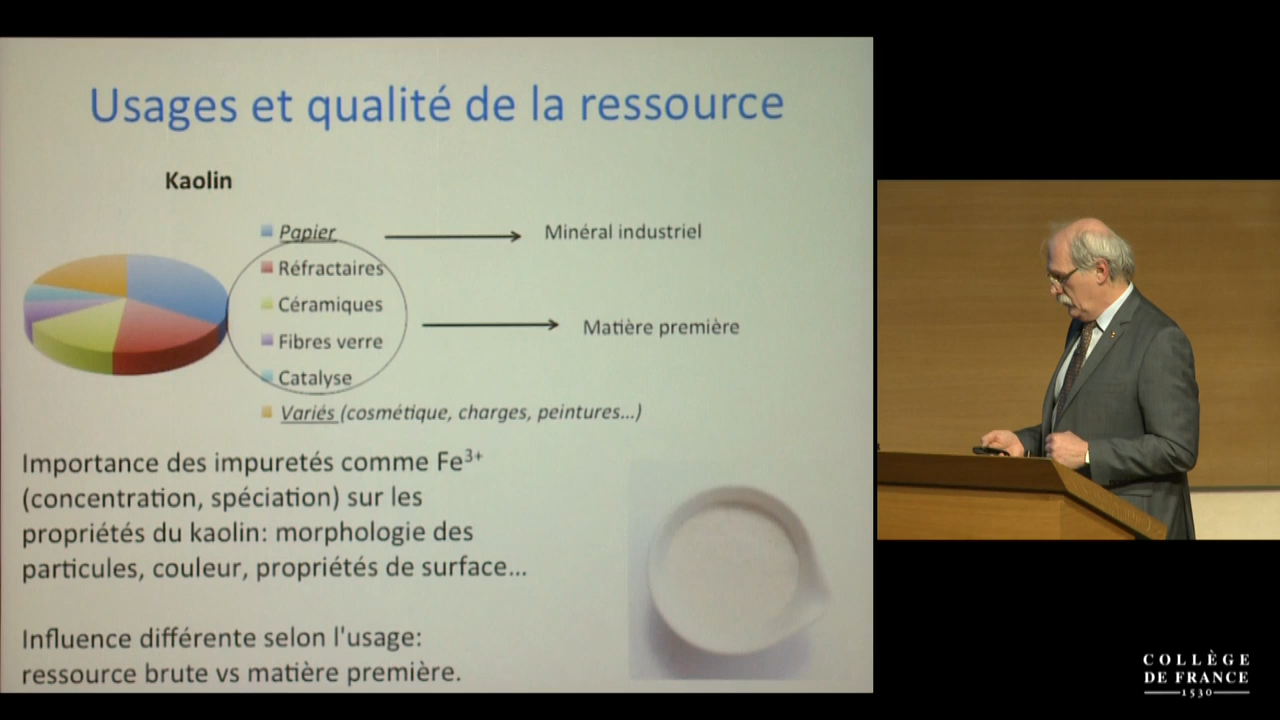 Usages et qualité de la ressource
Kaolin
Papier
Minéral industriel
Réfractaires
Céramiques
Matière première
Fibres verre
Catalyse
Variés (cosmétique, charges, peintures...)
Importance des impuretés comme Fe³⁺
(concentration, spéciation) sur les
propriétés du kaolin: morphologie des
particules, couleur, propriétés de surface...
Influence différente selon l'usage:
ressource brute vs matière première.
COLLÈGE
DE FRANCE
1530